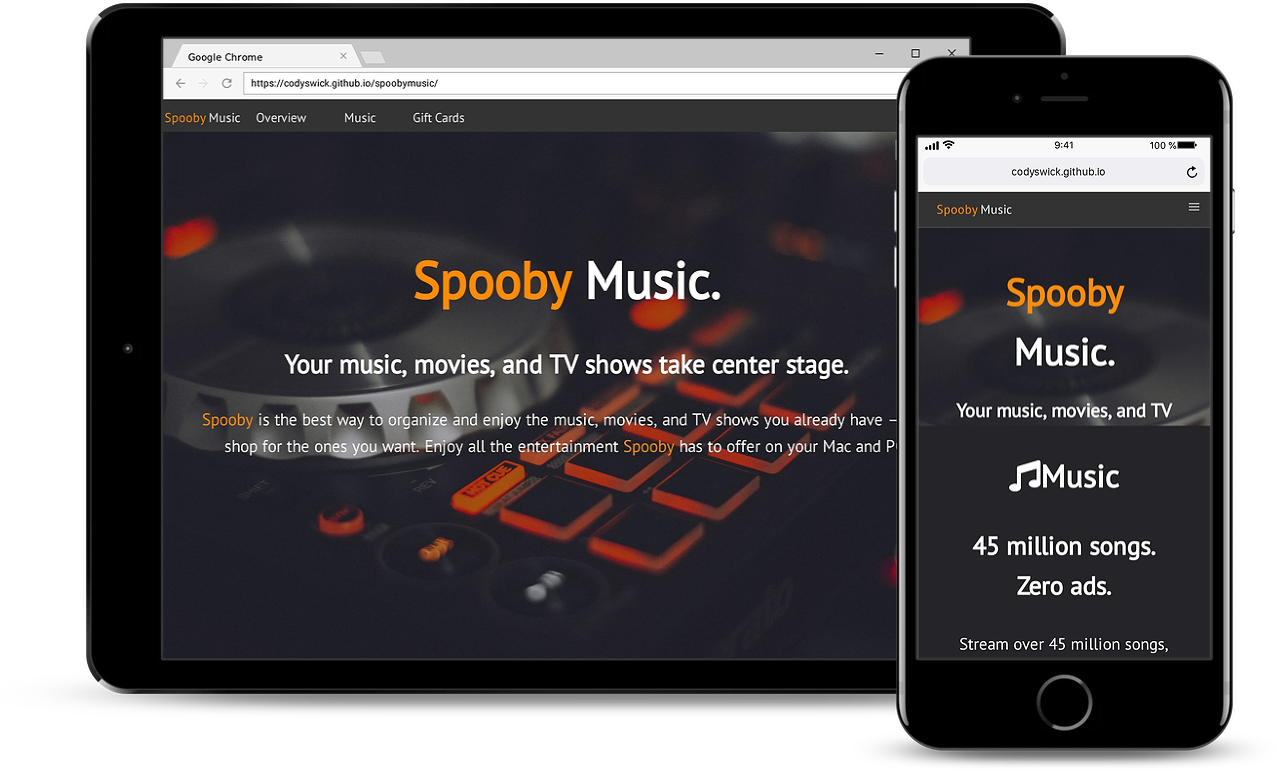 Google Chrome
https://codyswick.github.io/spoobymusic/
Spooby Music Overview Music Gift Cards
Spooby Music.
Your music, movies, and TV shows take center stage.
Spooby is the best way to organize and enjoy the music, movies, and TV shows you already have –
shop for the ones you want. Enjoy all the entertainment Spooby has to offer on your Mac and
HOT CUE
REV
9:41
100 %
codyswick.github.io
Spooby Music
Spooby
Music.
Your music, movies, and TV
Music
45 million songs.
Zero ads.
Stream over 45 million songs,